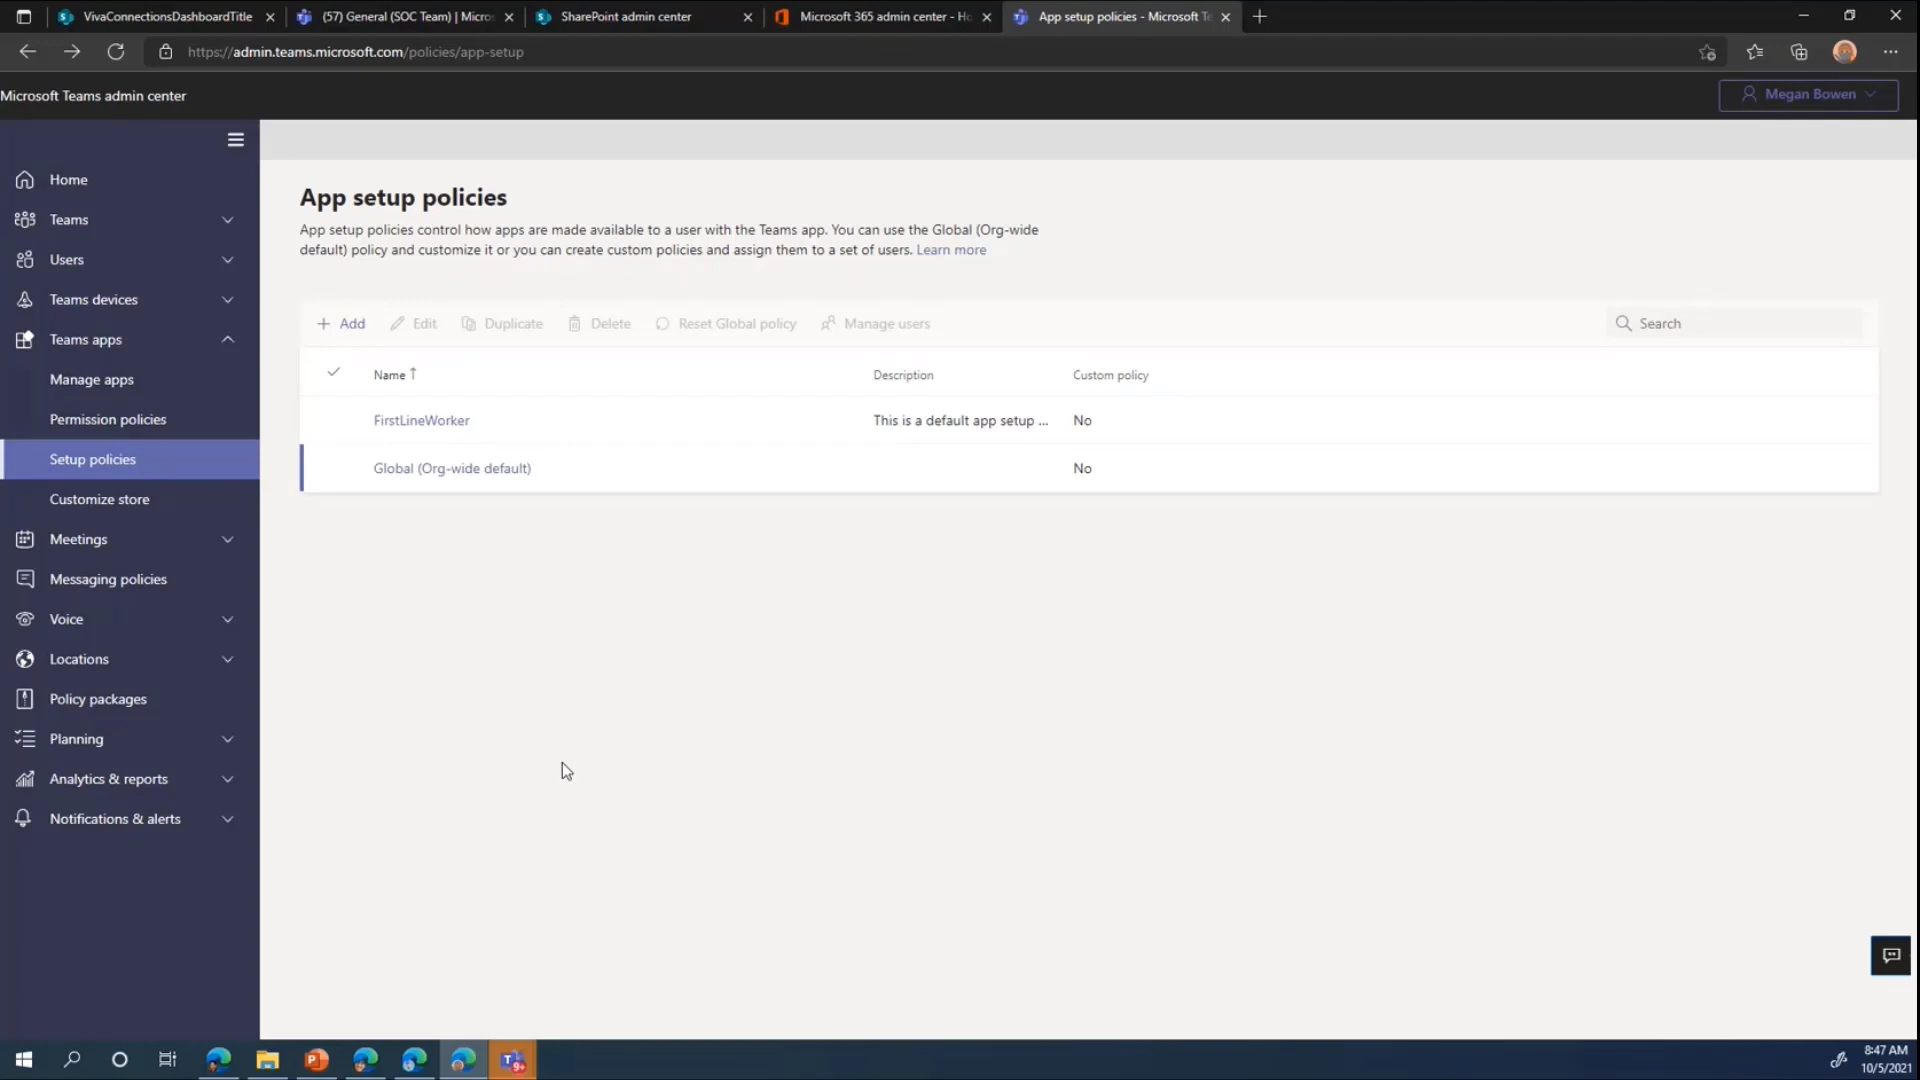 VivaConnectionsDashboardTitle
(57) General (SOC Team) | Micros
SharePoint admin center
Microsoft 365 admin center - Ho
App setup policies - Microsoft Te
https://admin.teams.microsoft.com/policies/app-setup
Microsoft Teams admin center
Megan Bowen
Home
Teams
Users
Teams devices
Teams apps
Manage apps
Permission policies
Setup policies
Customize store
Meetings
Messaging policies
Voice
Locations
Policy packages
Planning
Analytics & reports
Notifications & alerts
App setup policies
App setup policies control how apps are made available to a user with the Teams app. You can use the Global (Org-wide
default) policy and customize it or you can create custom policies and assign them to a set of users. Learn more
Add Edit Duplicate Delete Reset Global policy Manage users Search
Name Description Custom policy
FirstLineWorker This is a default app setup ... No
Global (Org-wide default) No
9+
8:47 AM
10/5/2021